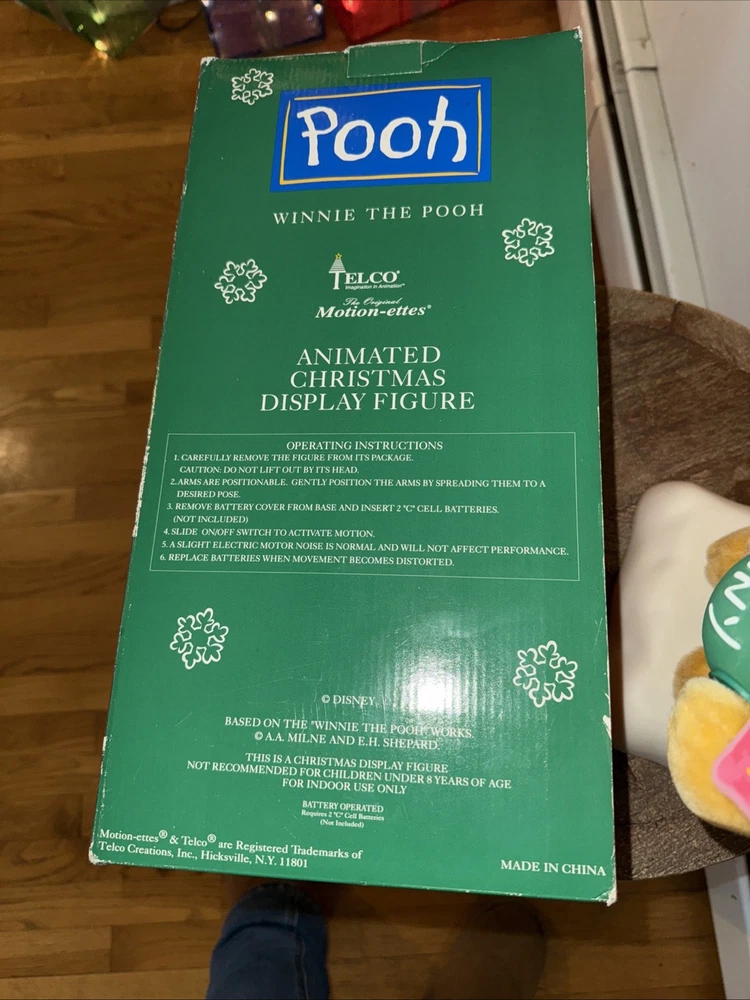 Pooh
WINNIE THE POOH
TELCO®
Imagination in Animation™
The Original
Motion-ettes®
ANIMATED
CHRISTMAS
DISPLAY FIGURE
OPERATING INSTRUCTIONS
1. CAREFULLY REMOVE THE FIGURE FROM ITS PACKAGE.
CAUTION: DO NOT LIFT OUT BY ITS HEAD.
2. ARMS ARE POSITIONABLE. GENTLY POSITION THE ARMS BY SPREADING THEM TO A
DESIRED POSE.
3. REMOVE BATTERY COVER FROM BASE AND INSERT 2 "C" CELL BATTERIES.
(NOT INCLUDED)
4. SLIDE ON/OFF SWITCH TO ACTIVATE MOTION.
5. A SLIGHT ELECTRIC MOTOR NOISE IS NORMAL AND WILL NOT AFFECT PERFORMANCE.
6. REPLACE BATTERIES WHEN MOVEMENT BECOMES DISTORTED.
© DISNEY
BASED ON THE "WINNIE THE POOH" WORKS.
© A.A. MILNE AND E.H. SHEPARD.
THIS IS A CHRISTMAS DISPLAY FIGURE
NOT RECOMMENDED FOR CHILDREN UNDER 8 YEARS OF AGE
FOR INDOOR USE ONLY
BATTERY OPERATED
Requires 2 "C" Cell Batteries
(Not Included)
Motion-ettes® & Telco® are Registered Trademarks of
Telco Creations, Inc., Hicksville, N.Y. 11801
MADE IN CHINA